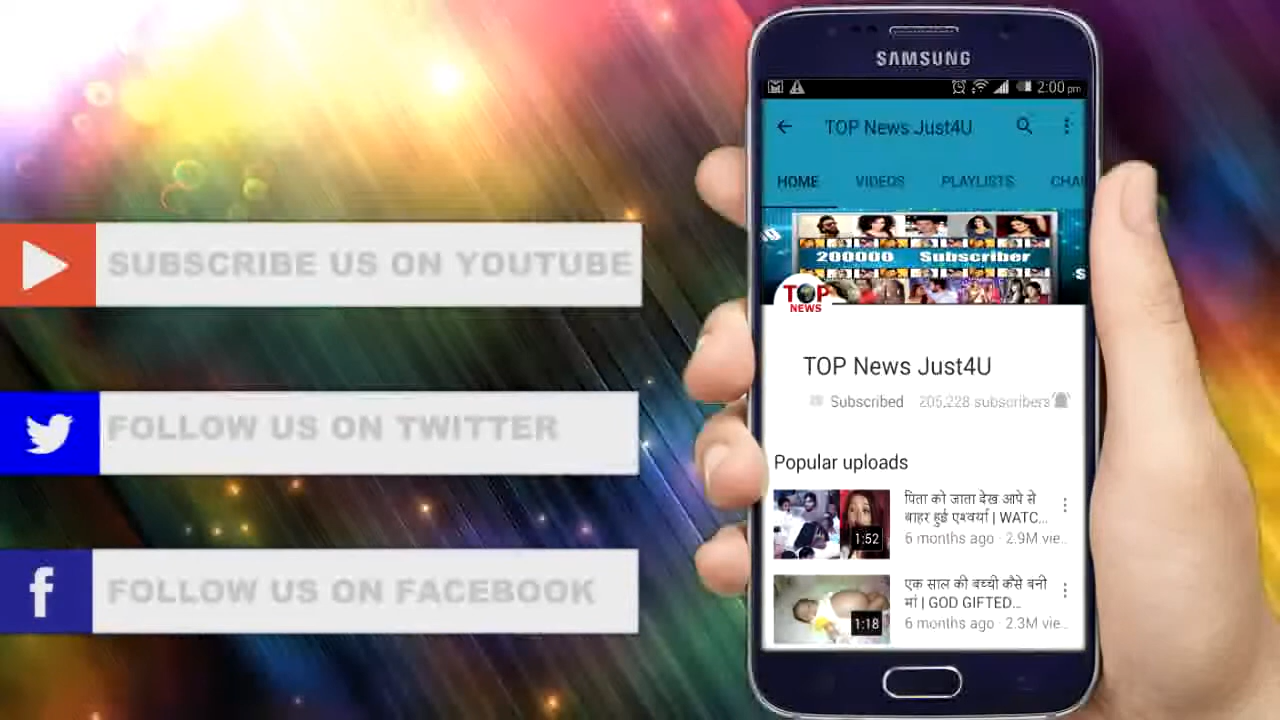 SUBSCRIBE US ON YOUTUBE
FOLLOW US ON TWITTER
FOLLOW US ON FACEBOOK
SAMSUNG
2:00 pm
TOP News Just4U
HOME VIDEOS PLAYLISTS CHA
200000 Subscriber
TOP
NEWS
TOP News Just4U
Subscribed 205,228 subscribers
Popular uploads
पिता को जाता देख आपे से
बाहर हुई एश्वर्या | WATC...
6 months ago · 2.9M vie..
1:52
एक साल की बच्ची कैसे बनी
मां | GOD GIFTED...
6 months ago · 2.3M vie..
1:18